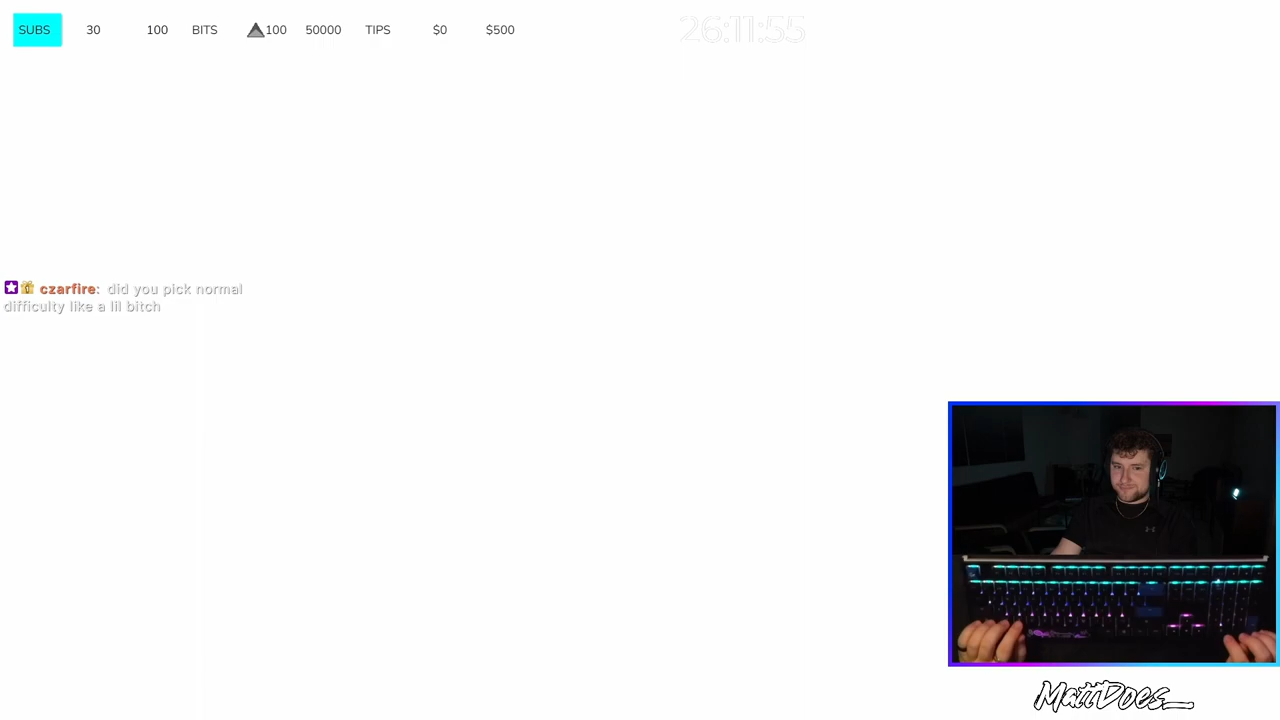 SUBS 30 100 BITS 100 50000 TIPS $0 $500 26:11:55
czarfire: did you pick normal
difficulty like a lil bitch
MattDoes_